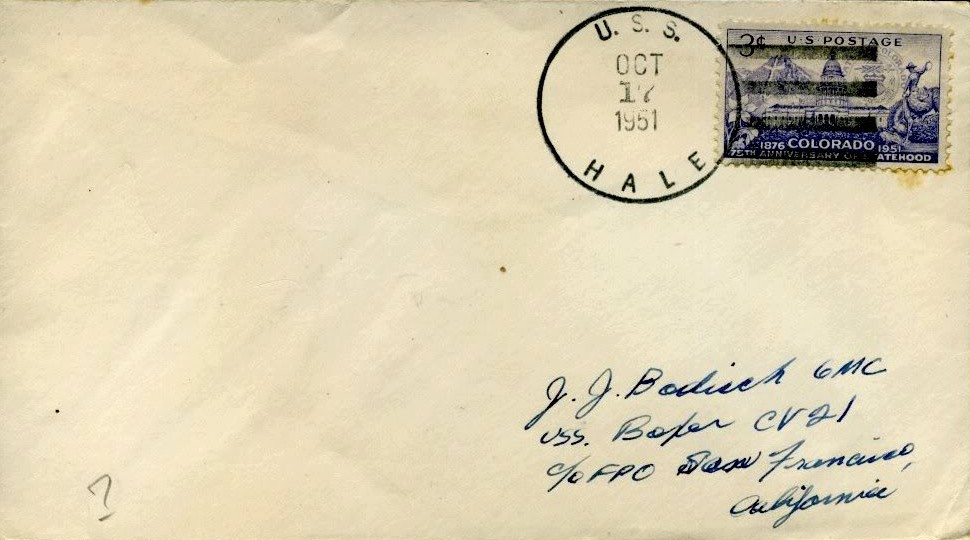 U. S. S.
OCT
17
1951
HALE
3¢ U·S·POSTAGE
1876 COLORADO 1951
75TH ANNIVERSARY OF STATEHOOD
J. J. Bodisch GMC
USS. Boxer CV21
c/o FPO San Francisco,
California
?